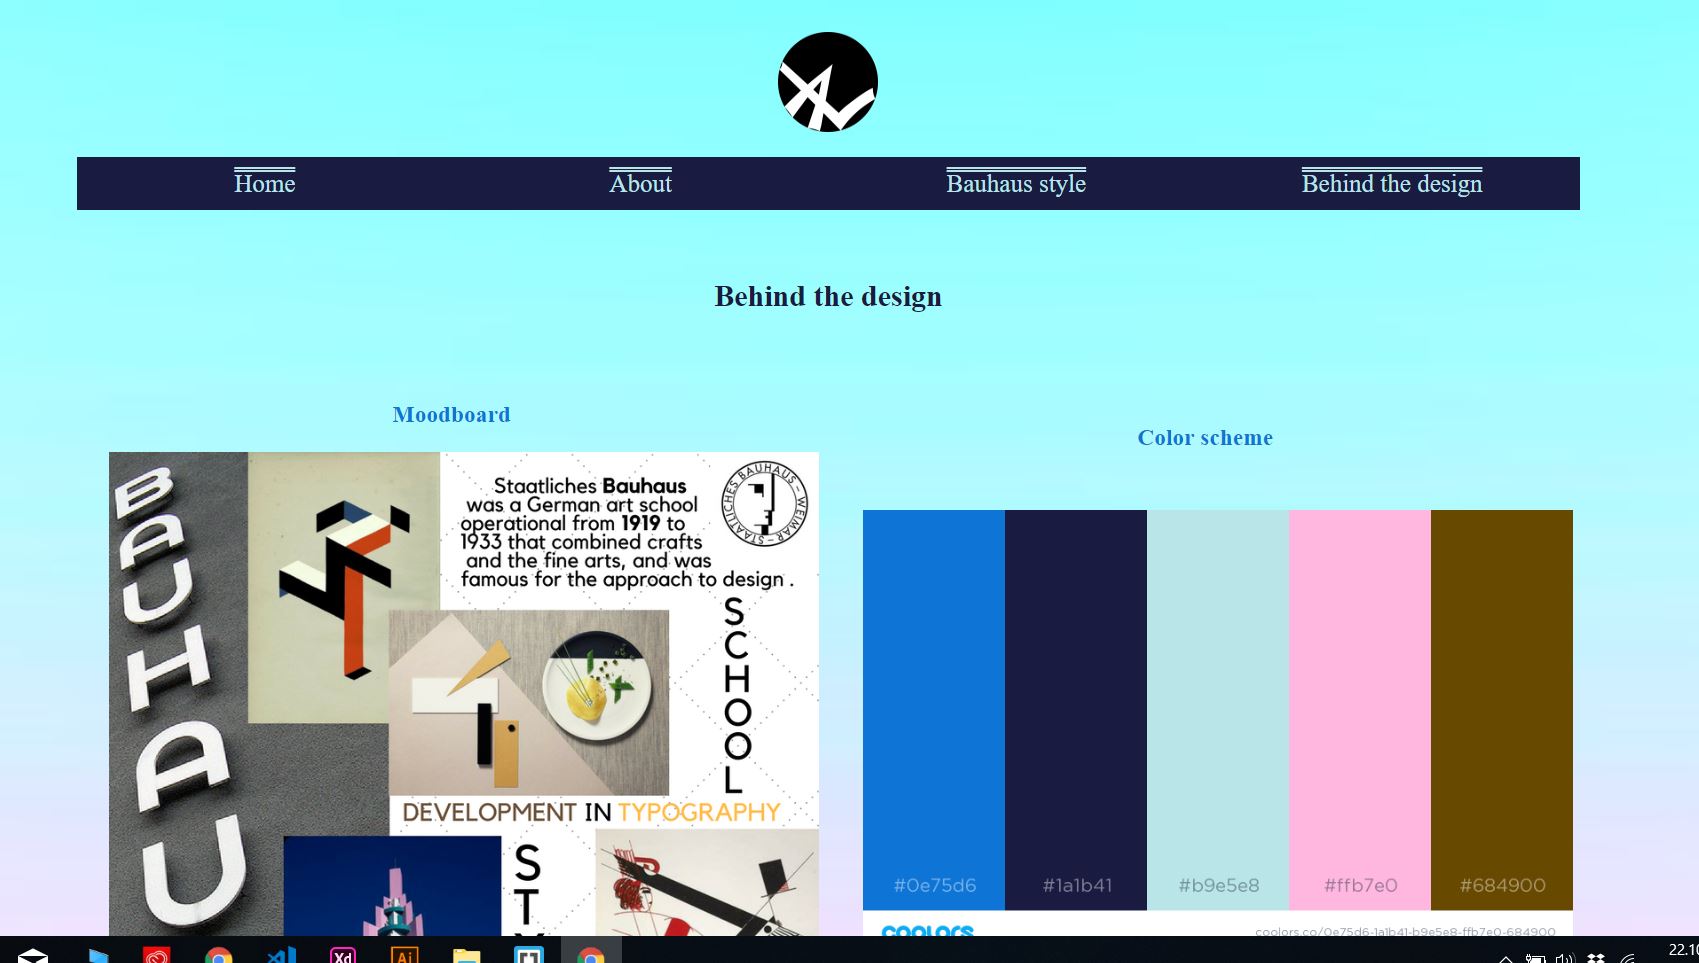 Home
About
Bauhaus style
Behind the design
Behind the design
Moodboard
Color scheme
BAUHAU
Staatliches Bauhaus
was a German art school
operational from 1919 to
1933 that combined crafts
and the fine arts, and was
famous for the approach to design .
STAATLICHES BAUHAUS – WEIMAR –
SCHOOL
DEVELOPMENT IN TYPOGRAPHY
ST
#0e75d6
#1a1b41
#b9e5e8
#ffb7e0
#684900
coolors
coolors.co/0e75d6-1a1b41-b9e5e8-ffb7e0-684900
Xd
Ai
22.10